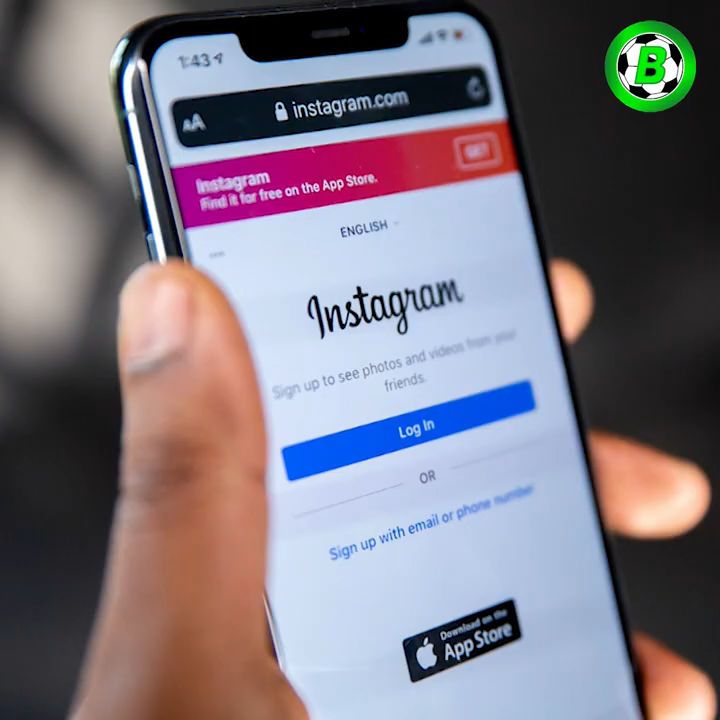 1:43
AA instagram.com
Instagram
Find it for free on the App Store.
GET
ENGLISH
Instagram
Sign up to see photos and videos from your
friends.
Log In
OR
Sign up with email or phone number
Download on the
App Store
B